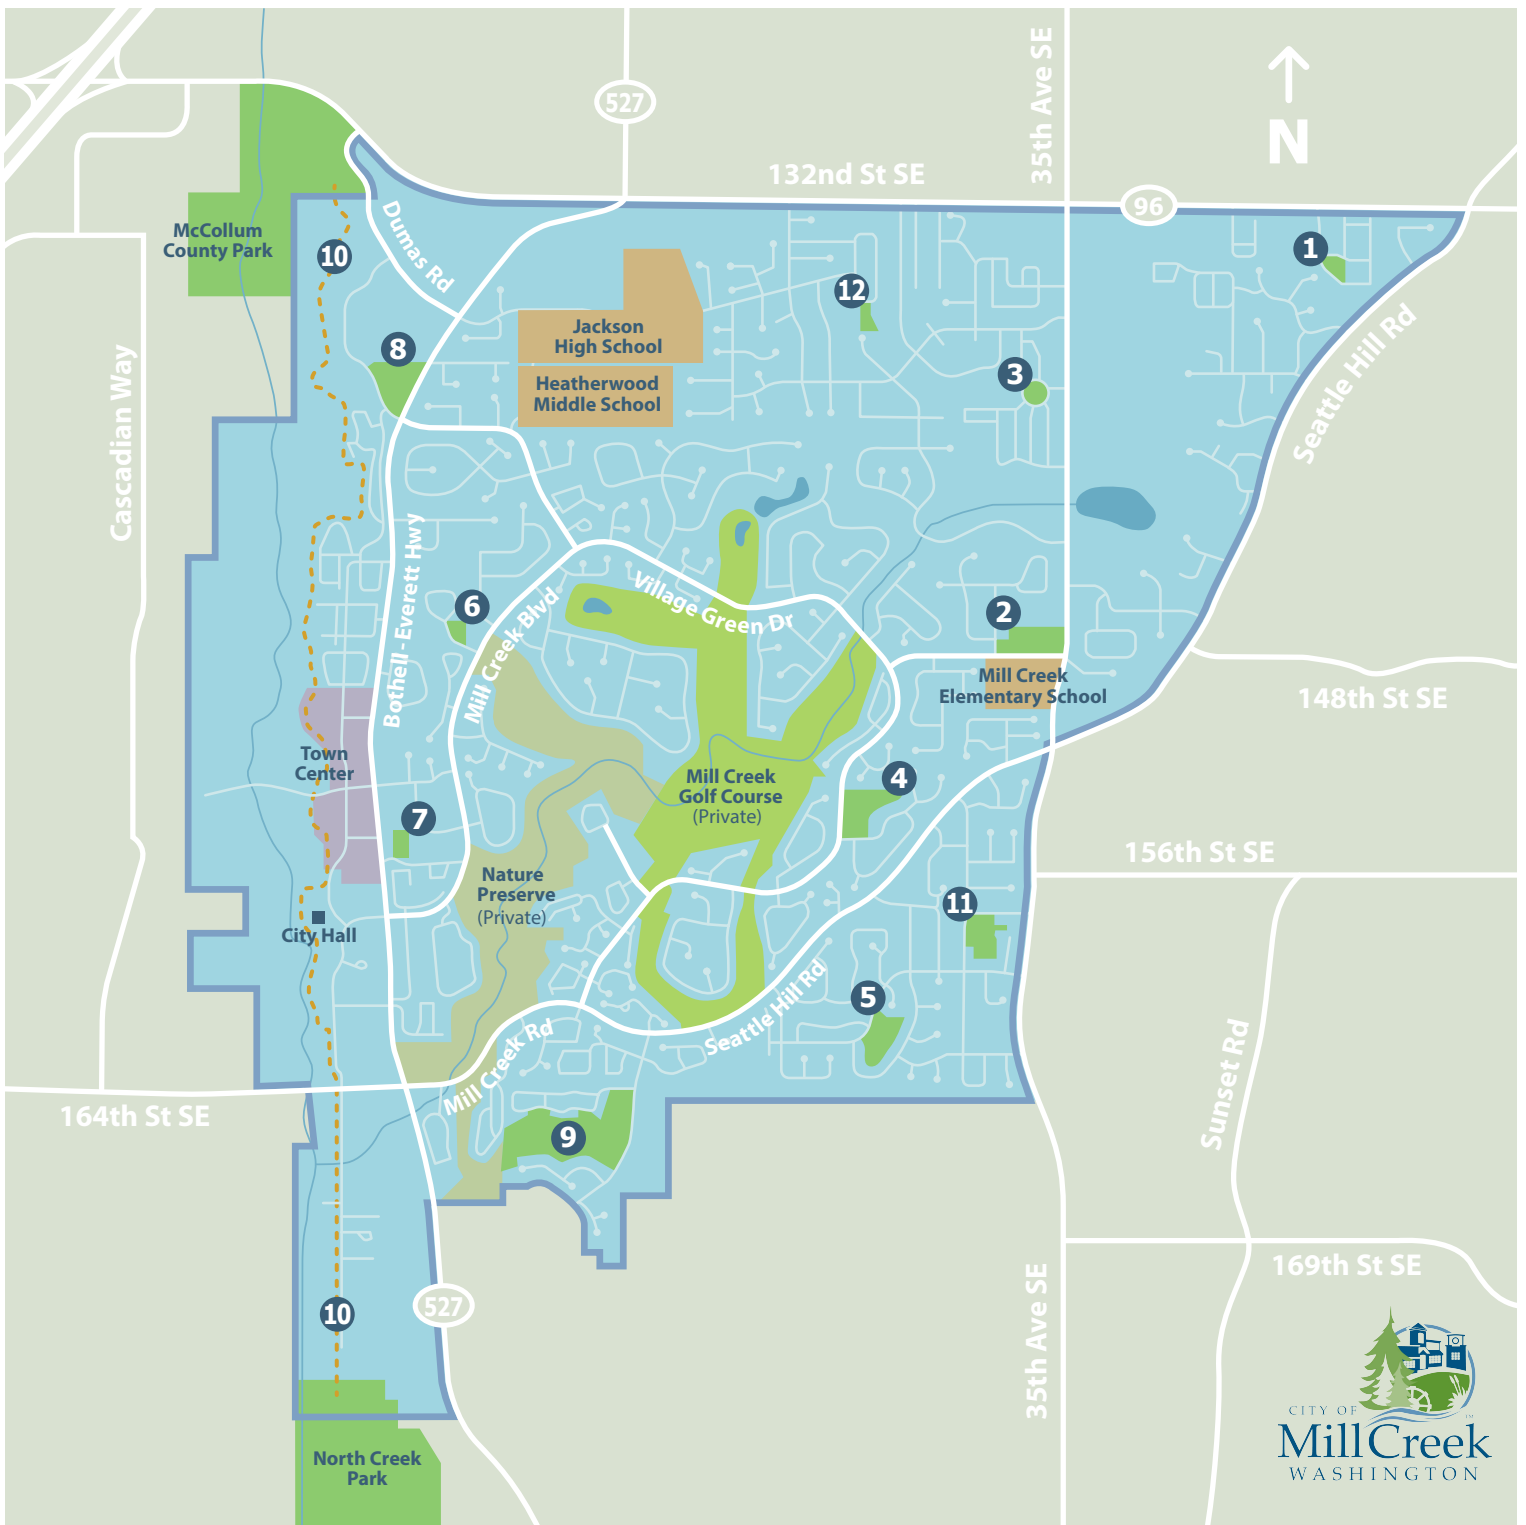 527
35th Ave SE
N
132nd St SE
96
McCollum
County Park
10
Dumas Rd
1
12
Jackson
High School
8
3
Heatherwood
Middle School
Seattle Hill Rd
Cascadian Way
Bothell-Everett Hwy
6
Mill Creek Blvd
Village Green Dr
2
Mill Creek
Elementary School
148th St SE
Town
Center
Mill Creek
Golf Course
(Private)
4
7
156th St SE
Nature
Preserve
(Private)
11
City Hall
5
Seattle Hill Rd
Mill Creek Rd
Sunset Rd
164th St SE
9
10
527
35th Ave SE
169th St SE
North Creek
Park
CITY OF
Mill Creek
WASHINGTON